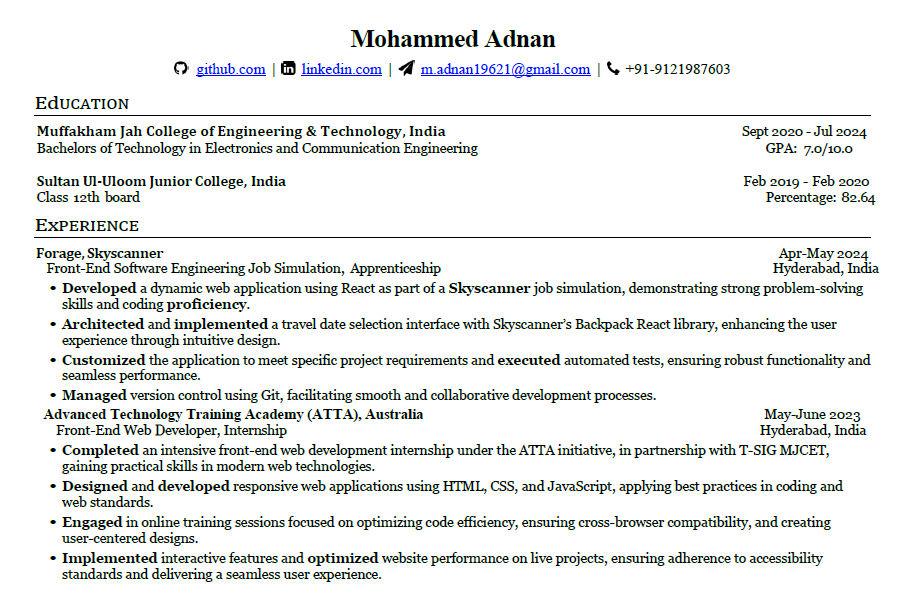 Mohammed Adnan
github.com | linkedin.com | m.adnan19621@gmail.com | +91-9121987603
EDUCATION
Muffakham Jah College of Engineering & Technology, India Sept 2020 - Jul 2024
Bachelors of Technology in Electronics and Communication Engineering GPA: 7.0/10.0
Sultan Ul-Uloom Junior College, India Feb 2019 - Feb 2020
Class 12th board Percentage: 82.64
EXPERIENCE
Forage, Skyscanner Apr-May 2024
Front-End Software Engineering Job Simulation, Apprenticeship Hyderabad, India
• Developed a dynamic web application using React as part of a Skyscanner job simulation, demonstrating strong problem-solving
skills and coding proficiency.
• Architected and implemented a travel date selection interface with Skyscanner's Backpack React library, enhancing the user
experience through intuitive design.
• Customized the application to meet specific project requirements and executed automated tests, ensuring robust functionality and
seamless performance.
• Managed version control using Git, facilitating smooth and collaborative development processes.
Advanced Technology Training Academy (ATTA), Australia May-June 2023
Front-End Web Developer, Internship Hyderabad, India
• Completed an intensive front-end web development internship under the ATTA initiative, in partnership with T-SIG MJCET,
gaining practical skills in modern web technologies.
• Designed and developed responsive web applications using HTML, CSS, and JavaScript, applying best practices in coding and
web standards.
• Engaged in online training sessions focused on optimizing code efficiency, ensuring cross-browser compatibility, and creating
user-centered designs.
• Implemented interactive features and optimized website performance on live projects, ensuring adherence to accessibility
standards and delivering a seamless user experience.